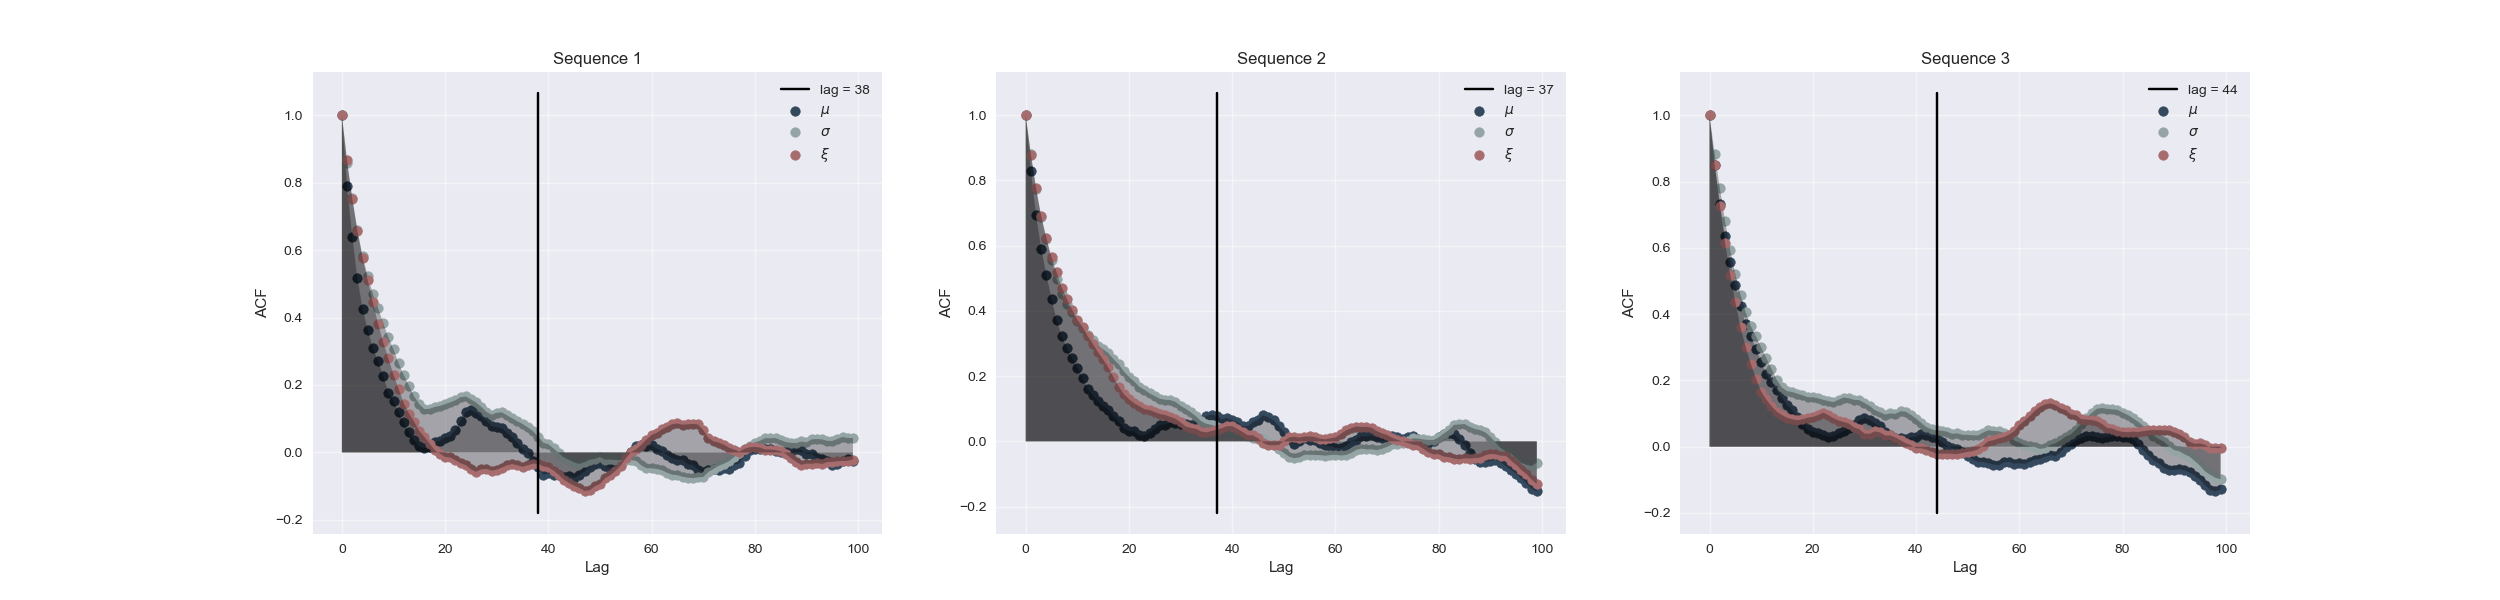 Sequence 1
lag = 38
μ
σ
ξ
1.0
0.8
0.6
0.4
0.2
0.0
−0.2
ACF
0 20 40 60 80 100
Lag
Sequence 2
lag = 37
μ
σ
ξ
1.0
0.8
0.6
0.4
0.2
0.0
−0.2
ACF
0 20 40 60 80 100
Lag
Sequence 3
lag = 44
μ
σ
ξ
1.0
0.8
0.6
0.4
0.2
0.0
−0.2
ACF
0 20 40 60 80 100
Lag